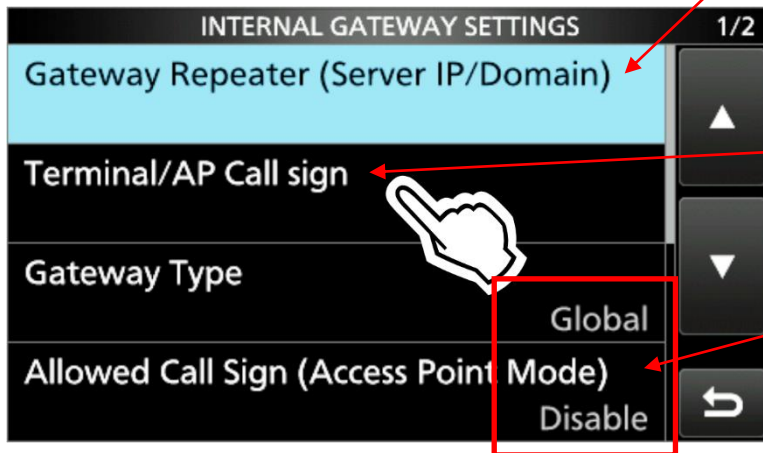 INTERNAL GATEWAY SETTINGS 1/2
Gateway Repeater (Server IP/Domain)
Terminal/AP Call sign
Gateway Type
Global
Allowed Call Sign (Access Point Mode)
Disable